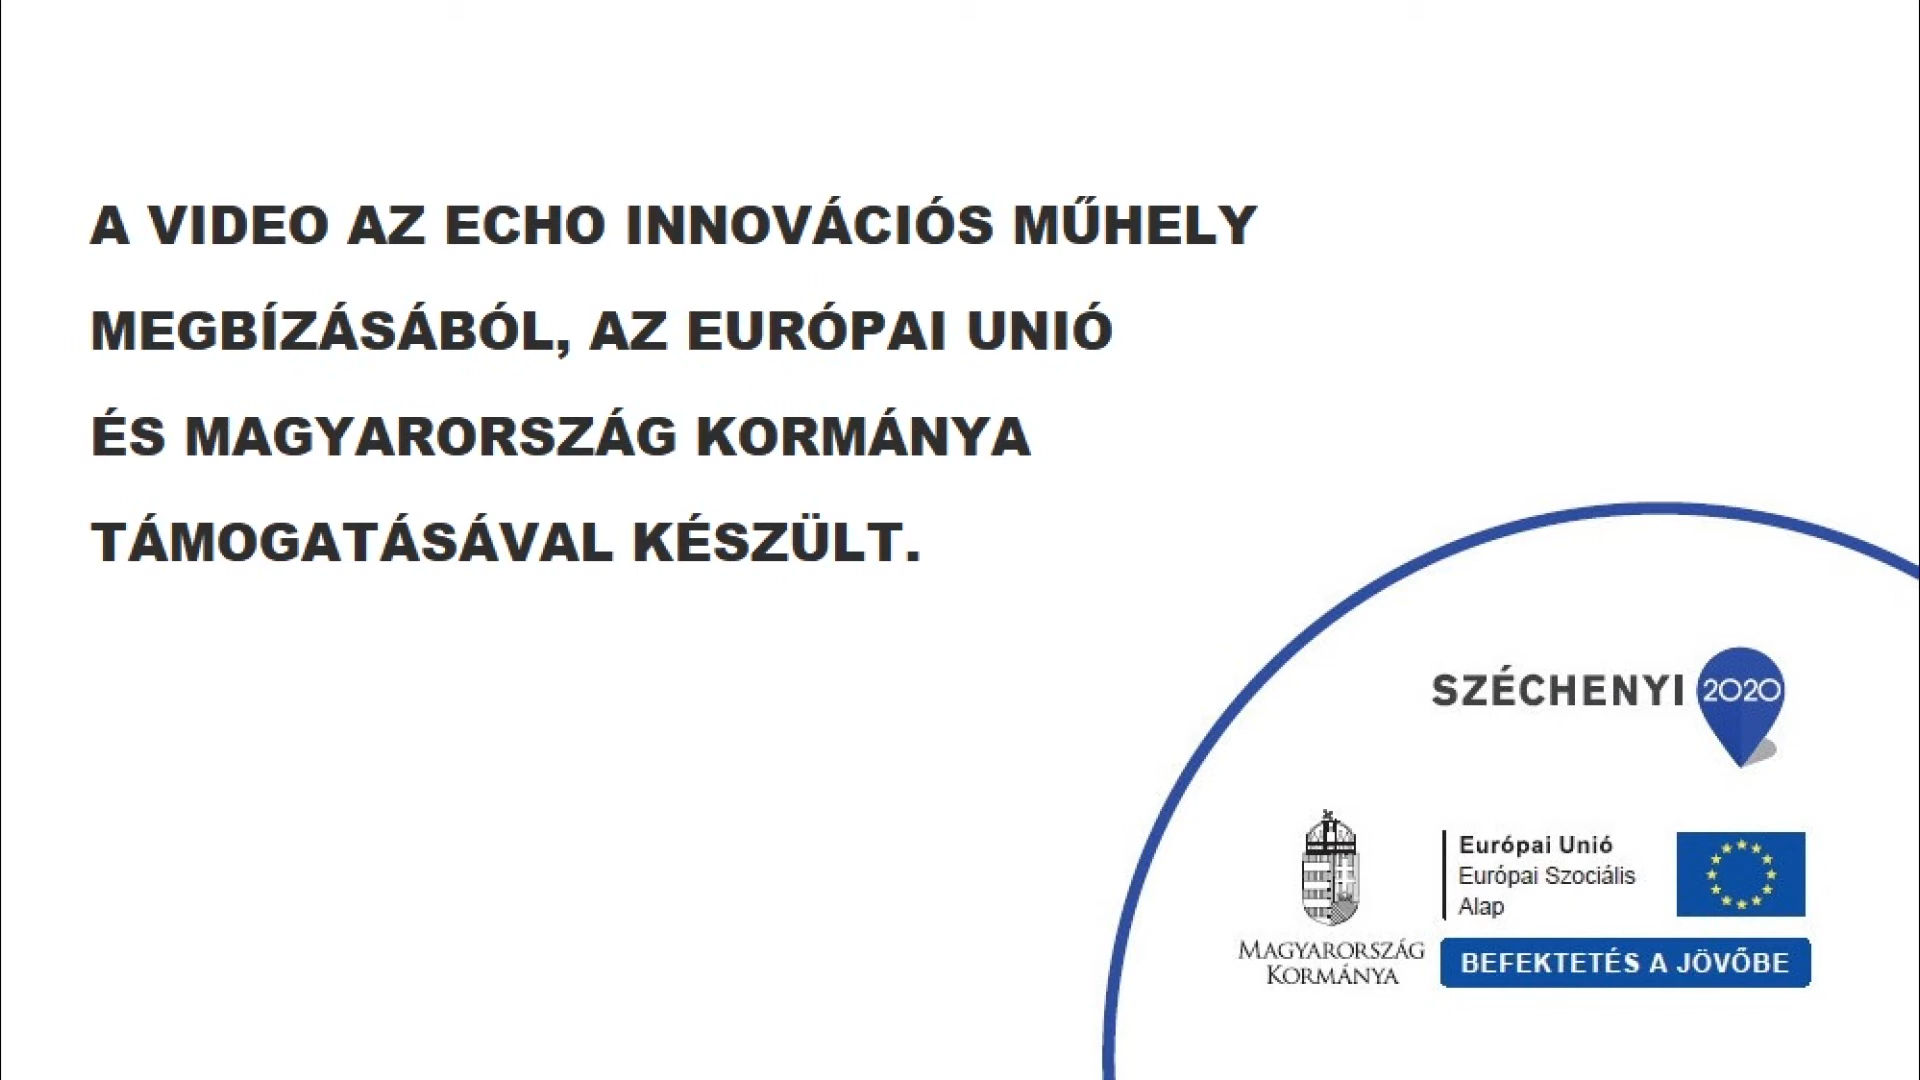 A VIDEO AZ ECHO INNOVÁCIÓS MŰHELY
MEGBÍZÁSÁBÓL, AZ EURÓPAI UNIÓ
ÉS MAGYARORSZÁG KORMÁNYA
TÁMOGATÁSÁVAL KÉSZÜLT.
SZÉCHENYI 2020
MAGYARORSZÁG
KORMÁNYA
Európai Unió
Európai Szociális
Alap
BEFEKTETÉS A JÖVŐBE